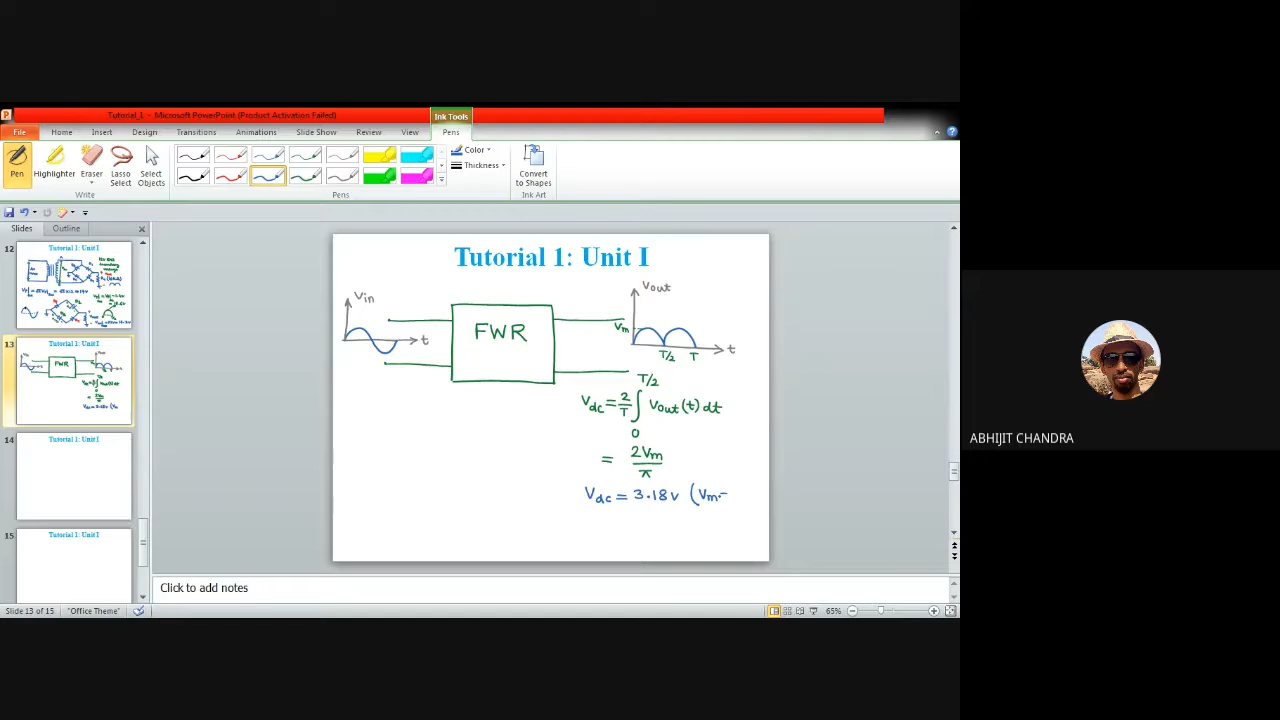 Tutorial_1 - Microsoft PowerPoint (Product Activation Failed)
Ink Tools
File Home Insert Design Transitions Animations Slide Show Review View Pens
Pen Highlighter Eraser Lasso Select Select Objects
Color
Thickness
Convert to Shapes
Write
Pens
Ink Art
Slides Outline
12
Tutorial 1: Unit I
13
FWR
14
Tutorial 1: Unit I
15
Tutorial 1: Unit I
Tutorial 1: Unit I
Vin
t
FWR
Vout
Vm
T/2 T t
T/2
Vdc = 2/T ∫ Vout(t) dt
0
= 2Vm/π
Vdc = 3.18v (Vm
Click to add notes
Slide 13 of 15 "Office Theme" 65%
ABHIJIT CHANDRA